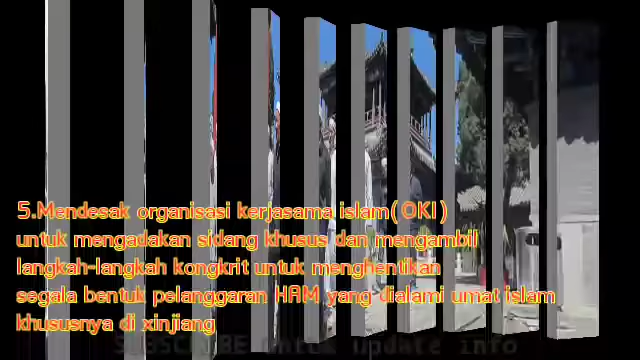 5.Mendesak organisasi kerjasama islam(OKI)
untuk mengadakan sidang khusus dan mengambil
langkah-langkah kongkrit untuk menghentikan
segala bentuk pelanggaran HAM yang dialami umat islam
khususnya di xinjiang
SUBSCRIBE untuk update info